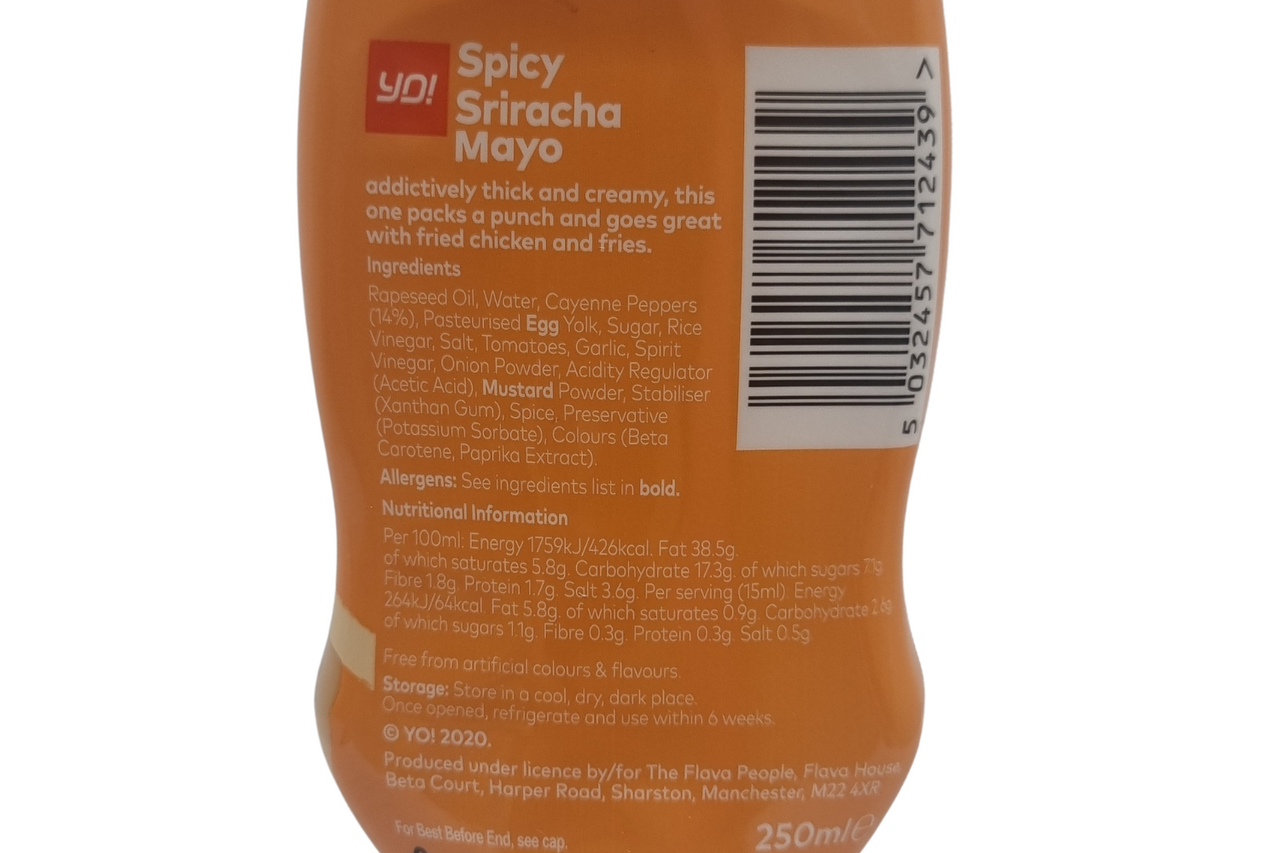 YO!
Spicy
Sriracha
Mayo
addictively thick and creamy, this
one packs a punch and goes great
with fried chicken and fries.
Ingredients
Rapeseed Oil, Water, Cayenne Peppers
(14%), Pasteurised Egg Yolk, Sugar, Rice
Vinegar, Salt, Tomatoes, Garlic, Spirit
Vinegar, Onion Powder, Acidity Regulator
(Acetic Acid), Mustard Powder, Stabiliser
(Xanthan Gum), Spice, Preservative
(Potassium Sorbate), Colours (Beta
Carotene, Paprika Extract).
Allergens: See ingredients list in bold.
Nutritional Information
Per 100ml: Energy 1759kJ/426kcal. Fat 38.5g.
of which saturates 5.8g. Carbohydrate 17.3g. of which sugars 7.1g
Fibre 1.8g. Protein 1.7g. Salt 3.6g. Per serving (15ml): Energy
264kJ/64kcal. Fat 5.8g. of which saturates 0.9g. Carbohydrate 2.6g.
of which sugars 1.1g. Fibre 0.3g. Protein 0.3g. Salt 0.5g
Free from artificial colours & flavours.
Storage: Store in a cool, dry, dark place.
Once opened, refrigerate and use within 6 weeks.
© YO! 2020.
Produced under licence by/for The Flava People, Flava House
Beta Court, Harper Road, Sharston, Manchester, M22 4XR
For Best Before End, see cap.
250ml℮
5 032457 712439 >